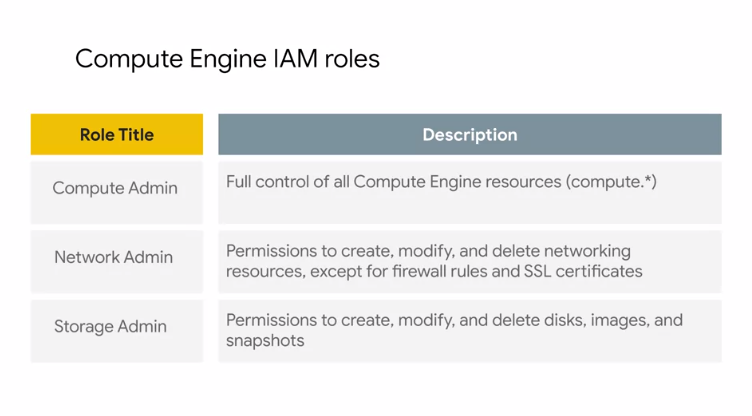 Compute Engine IAM roles
Role Title
Description
Compute Admin
Full control of all Compute Engine resources (compute.*)
Network Admin
Permissions to create, modify, and delete networking
resources, except for firewall rules and SSL certificates
Storage Admin
Permissions to create, modify, and delete disks, images, and
snapshots